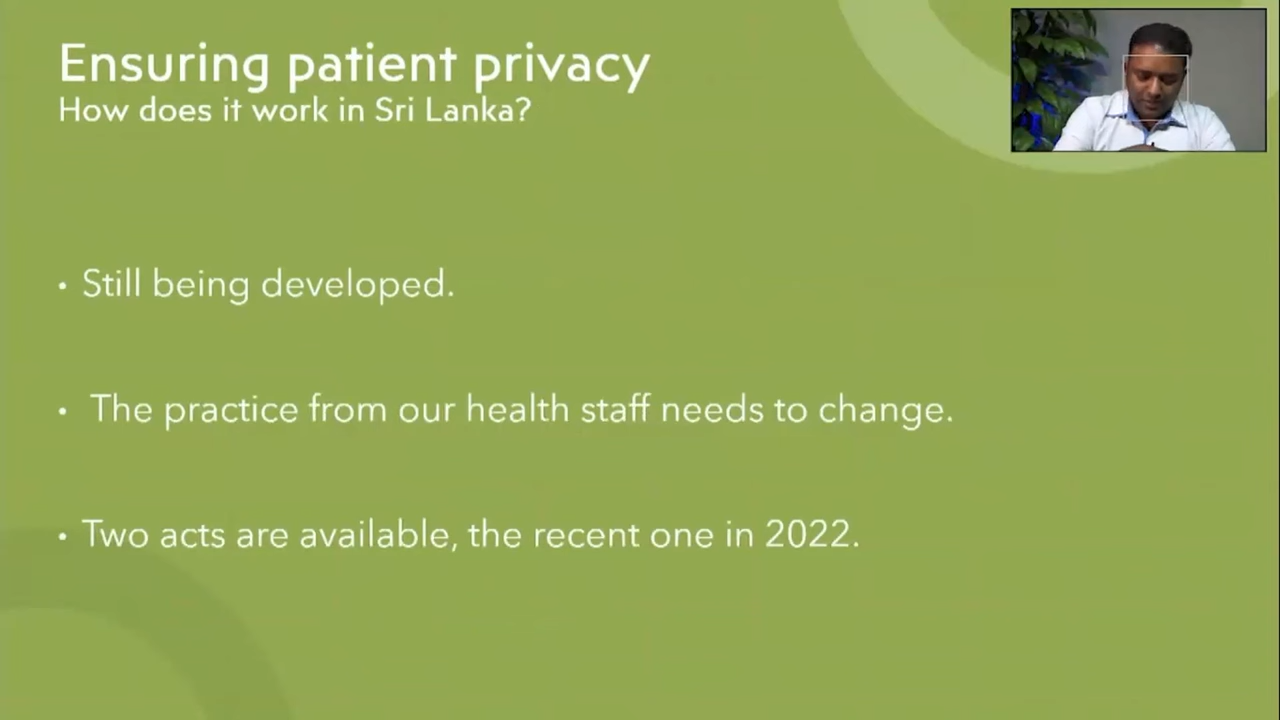 Ensuring patient privacy
How does it work in Sri Lanka?
• Still being developed.
• The practice from our health staff needs to change.
• Two acts are available, the recent one in 2022.